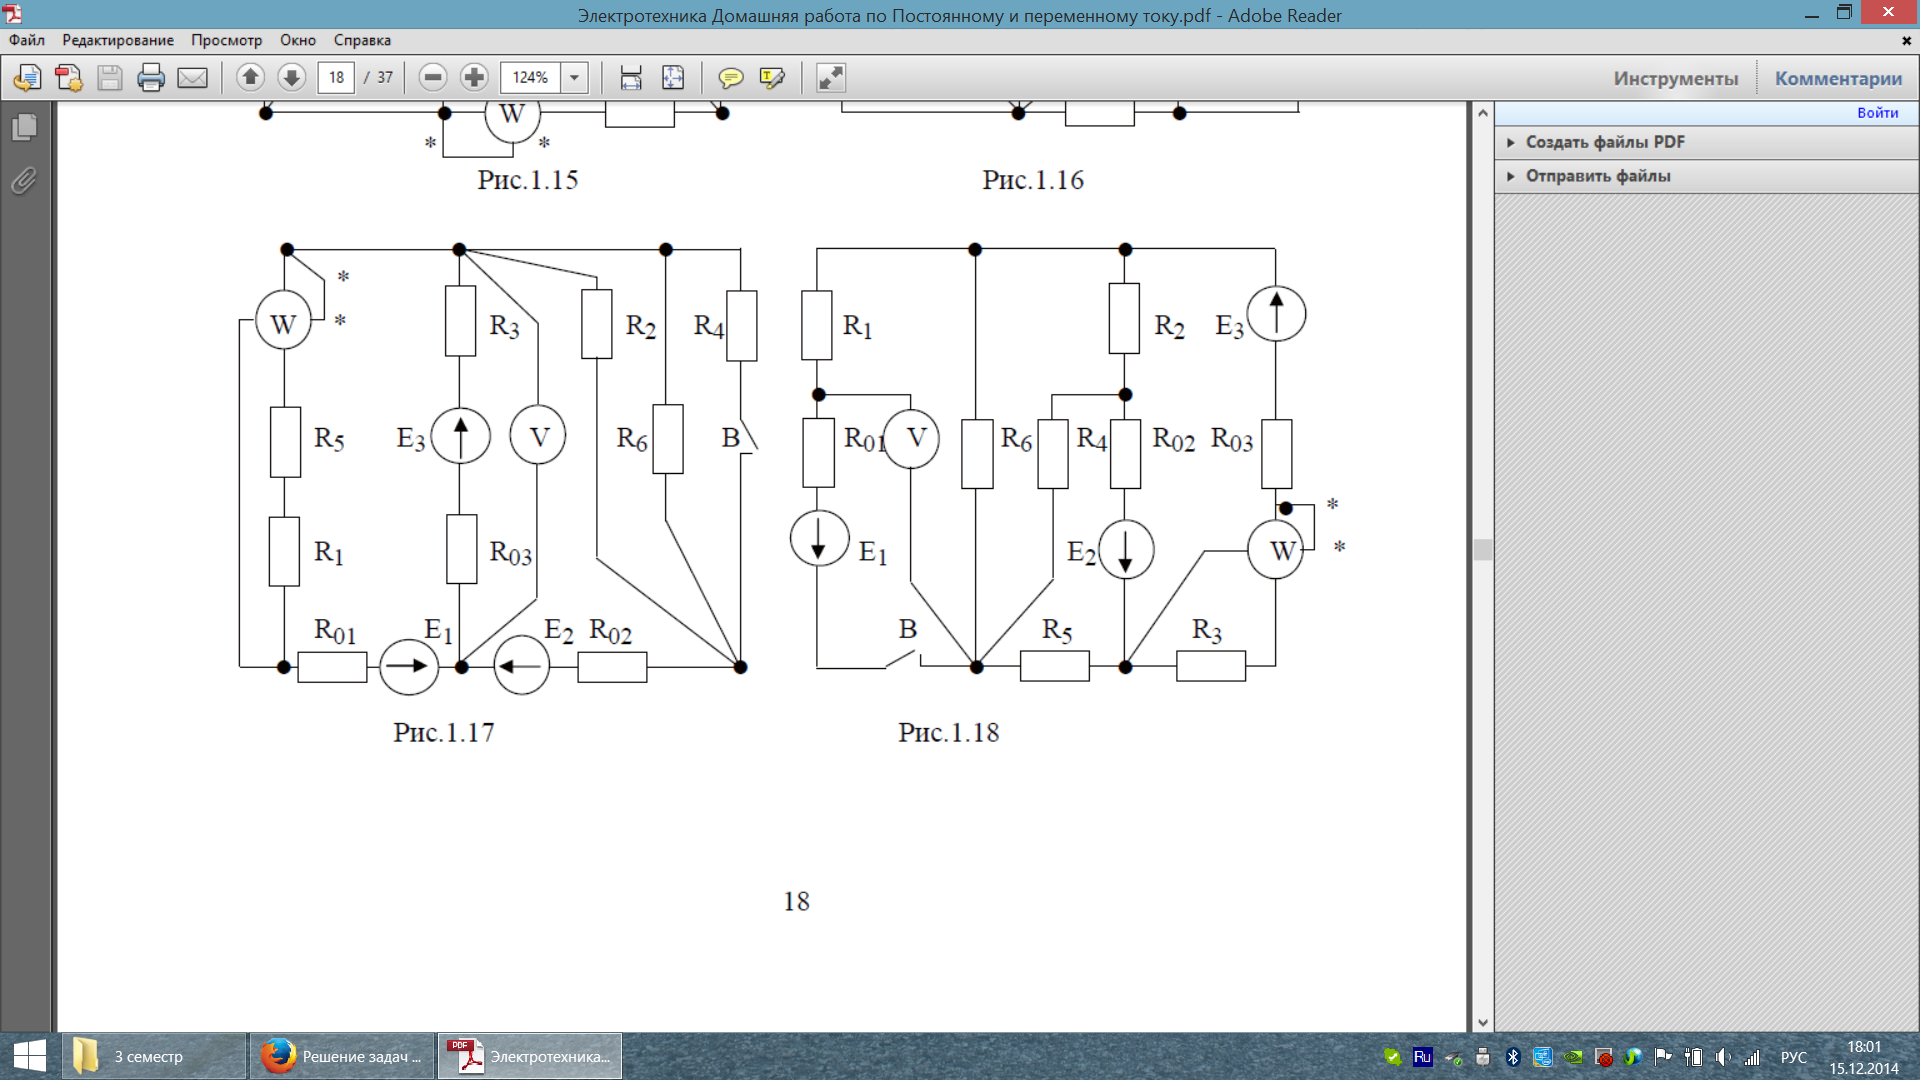 Электротехника Домашняя работа по Постоянному и переменному току.pdf - Adobe Reader
Файл Редактирование Просмотр Окно Справка
18 / 37 124% Инструменты Комментарии
Войти
Создать файлы PDF
Отправить файлы
W
* *
Рис.1.15 Рис.1.16
*
W *
R3 R2 R4
R5 E3 V R6 B
R1 R03
R01 E1 E2 R02
Рис.1.17
R1 R2 E3
R01 V R6 R4 R02 R03
*
E1 E2 W *
B R5 R3
Рис.1.18
18
3 семестр
Решение задач ...
PDF
Электротехника...
Ru
РУС
18:01
15.12.2014